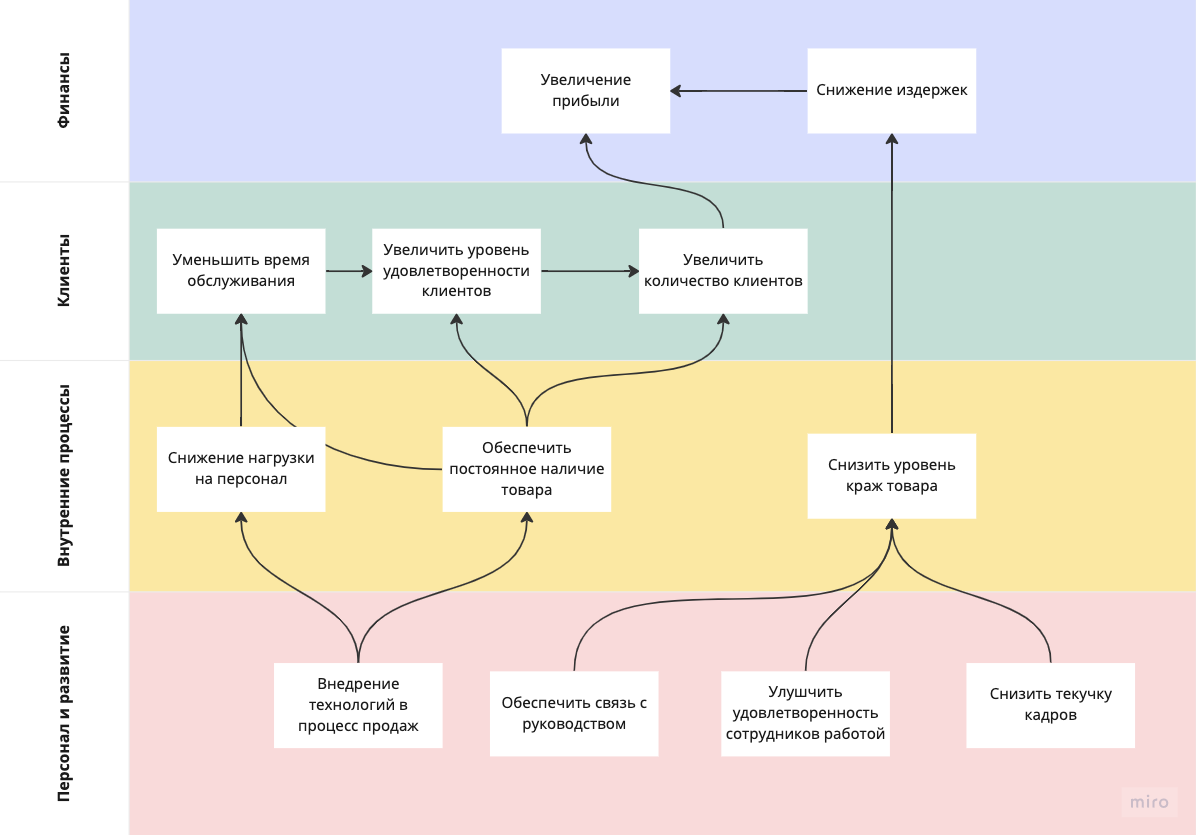 Финансы
Увеличение
прибыли
Снижение издержек
Клиенты
Уменьшить время
обслуживания
Увеличить уровень
удовлетворенности
клиентов
Увеличить
количество клиентов
Внутренние процессы
Снижение нагрузки
на персонал
Обеспечить
постоянное наличие
товара
Снизить уровень
краж товара
Персонал и развитие
Внедрение
технологий в
процесс продаж
Обеспечить связь с
руководством
Улушчить
удовлетворенность
сотрудников работой
Снизить текучку
кадров
miro